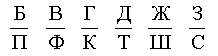 Б В Г Д Ж З
П Ф К Т Ш С